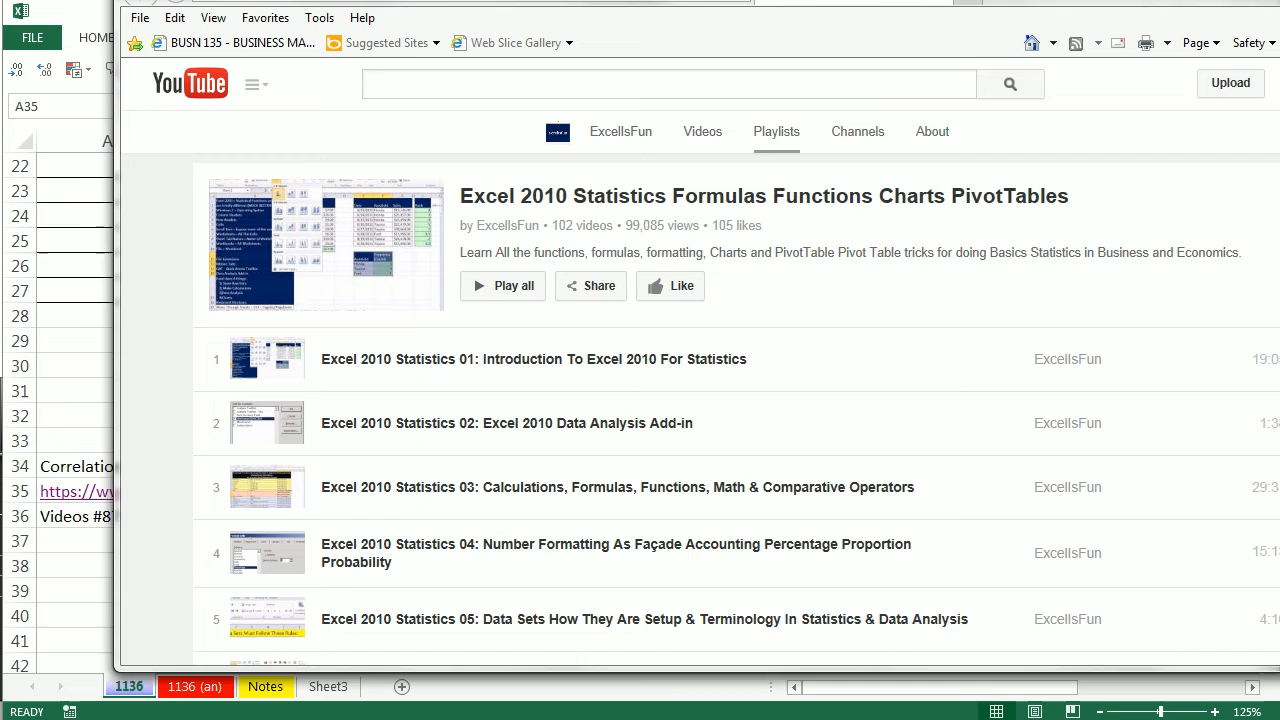 File Edit View Favorites Tools Help
FILE HOME
BUSN 135 - BUSINESS MA... Suggested Sites Web Slice Gallery
Page Safety
YouTube
Upload
A35
ExcelIsFun Videos Playlists Channels About
A
22
23
24
25
26
27
28
29
30
31
32
33
34 Correlatio
35 https://wv
36 Videos #8
37
38
39
40
41
42
Excel 2010 Statistics Formulas Functions Charts PivotTables
by ExcelIsFun • 102 videos • 99, views • 105 likes
Learn all the functions, formulas, formatting, Charts and PivotTable Pivot Table tricks for doing Basics Statistics in Business and Economics.
Play all Share Like
1 Excel 2010 Statistics 01: Introduction To Excel 2010 For Statistics ExcelIsFun 19:0
2 Excel 2010 Statistics 02: Excel 2010 Data Analysis Add-in ExcelIsFun 1:3
3 Excel 2010 Statistics 03: Calculations, Formulas, Functions, Math & Comparative Operators ExcelIsFun 29:3
4 Excel 2010 Statistics 04: Number Formatting As Façade & Counting Percentage Proportion
Probability ExcelIsFun 15:1
5 Excel 2010 Statistics 05: Data Sets How They Are Setup & Terminology In Statistics & Data Analysis ExcelIsFun 4:1
1136 1136 (an) Notes Sheet3
READY 125%